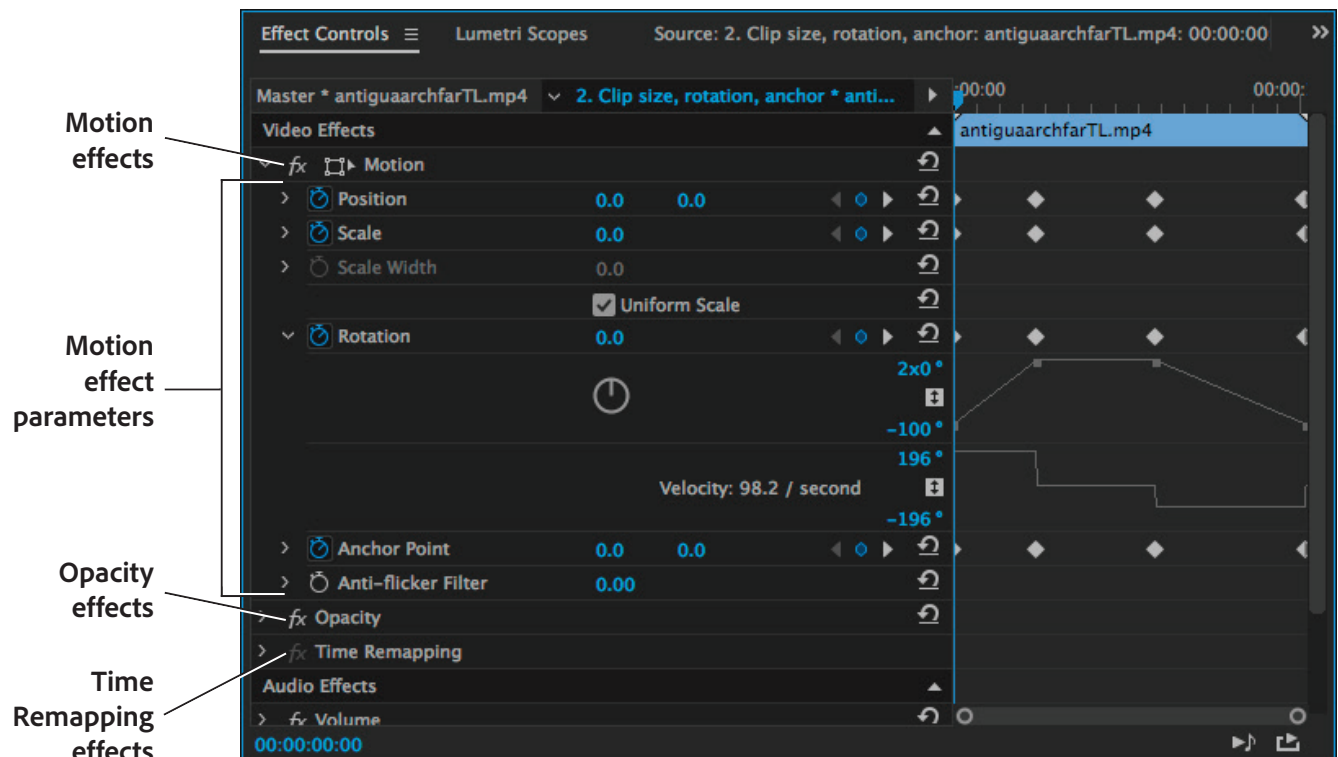 Effect Controls Lumetri Scopes Source: 2. Clip size, rotation, anchor: antiguaarchfarTL.mp4: 00:00:00 »
Master * antiguaarchfarTL.mp4 2. Clip size, rotation, anchor * anti... :00:00 00:00:
Motion
effects
Video Effects antiguaarchfarTL.mp4
fx Motion
Position 0.0 0.0
Scale 0.0
Scale Width 0.0
Uniform Scale
Motion
effect
parameters
Rotation 0.0
2x0 °
-100 °
196 °
Velocity: 98.2 / second
-196 °
Anchor Point 0.0 0.0
Anti-flicker Filter 0.00
Opacity
effects
fx Opacity
fx Time Remapping
Time
Remapping
effects
Audio Effects
fx Volume
00:00:00:00